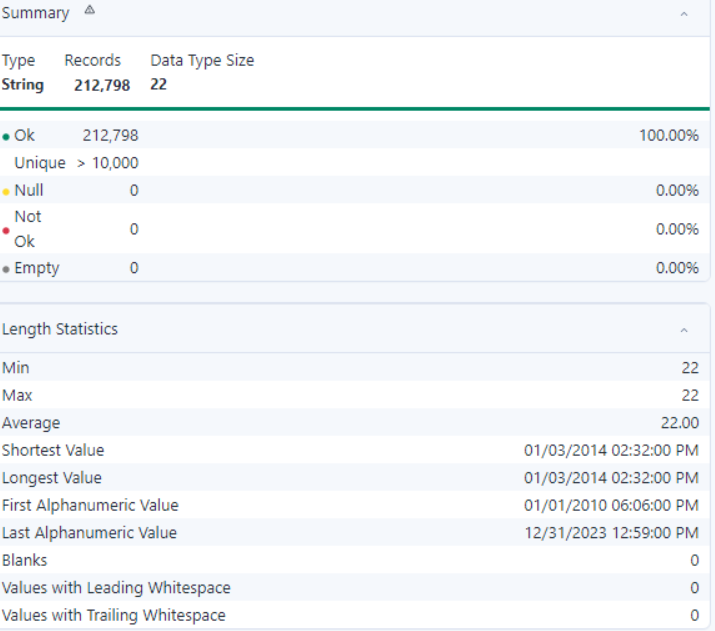 Summary
Type Records Data Type Size
String 212,798 22
Ok 212,798 100.00%
Unique > 10,000
Null 0 0.00%
Not
Ok 0 0.00%
Empty 0 0.00%
Length Statistics
Min 22
Max 22
Average 22.00
Shortest Value 01/03/2014 02:32:00 PM
Longest Value 01/03/2014 02:32:00 PM
First Alphanumeric Value 01/01/2010 06:06:00 PM
Last Alphanumeric Value 12/31/2023 12:59:00 PM
Blanks 0
Values with Leading Whitespace 0
Values with Trailing Whitespace 0